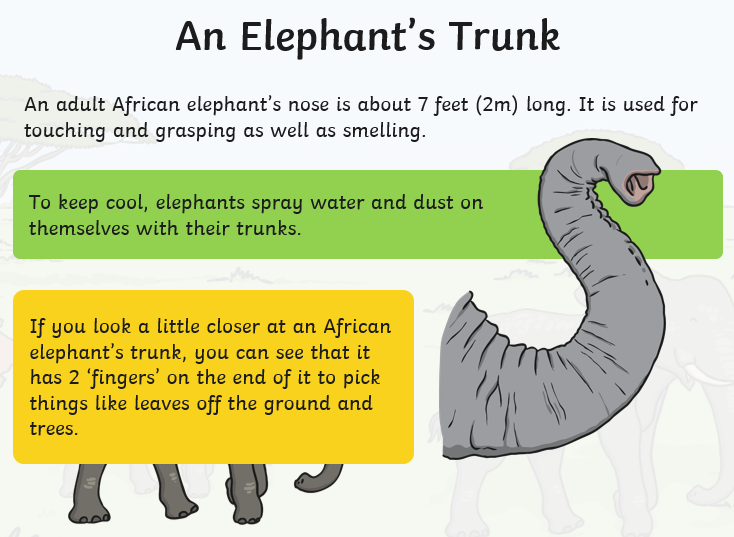 An Elephant’s Trunk
An adult African elephant’s nose is about 7 feet (2m) long. It is used for
touching and grasping as well as smelling.
To keep cool, elephants spray water and dust on
themselves with their trunks.
If you look a little closer at an African
elephant’s trunk, you can see that it
has 2 ‘fingers’ on the end of it to pick
things like leaves off the ground and
trees.